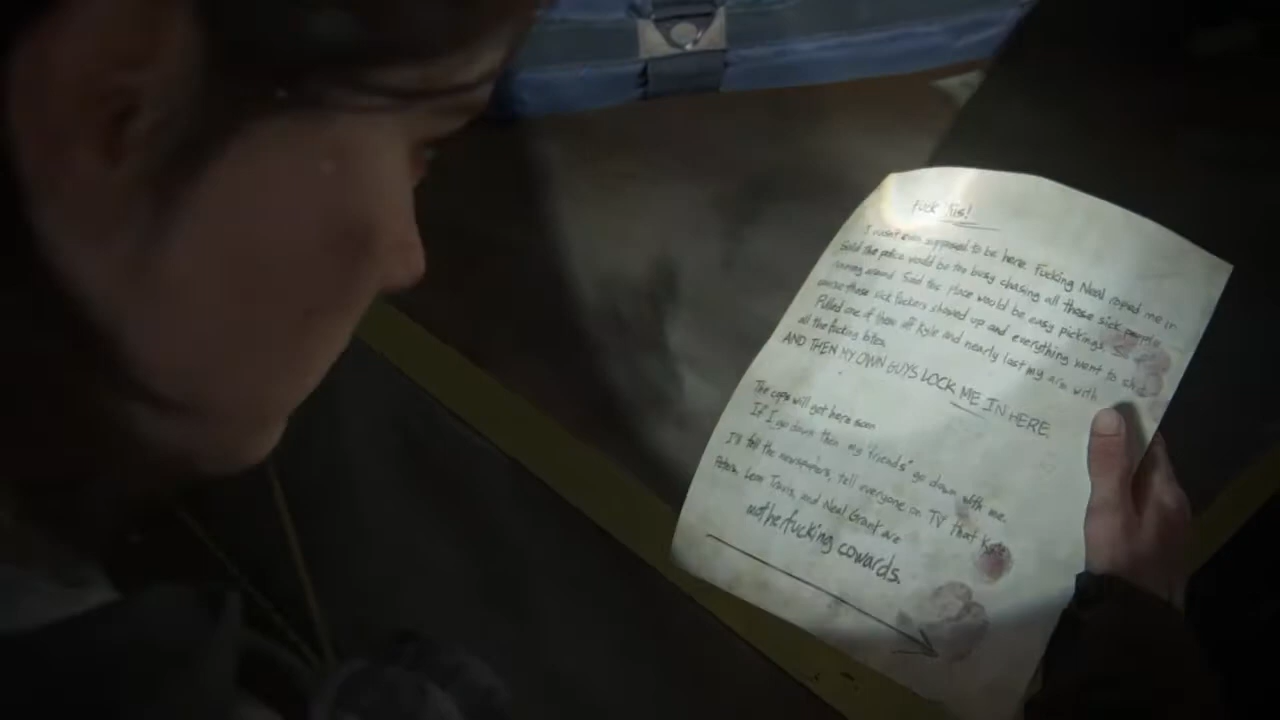 Fuck this!
I wasn't even supposed to be here. Fucking Neal roped me in
Said the police would be too busy chasing all those sick people
running around. Said the place would be easy pickings.
course those sick fuckers showed up and everything went to shit
Pulled one of them off Kyle and nearly lost my arm with
all the fucking bites.
AND THEN MY OWN GUYS LOCK ME IN HERE.
The cops will get here soon
If I go down then my "friends" go down with me.
I'll tell the newspapers, tell everyone on TV that Kyle
Peters, Leon Travis, and Neal Grant are
motherfucking cowards.